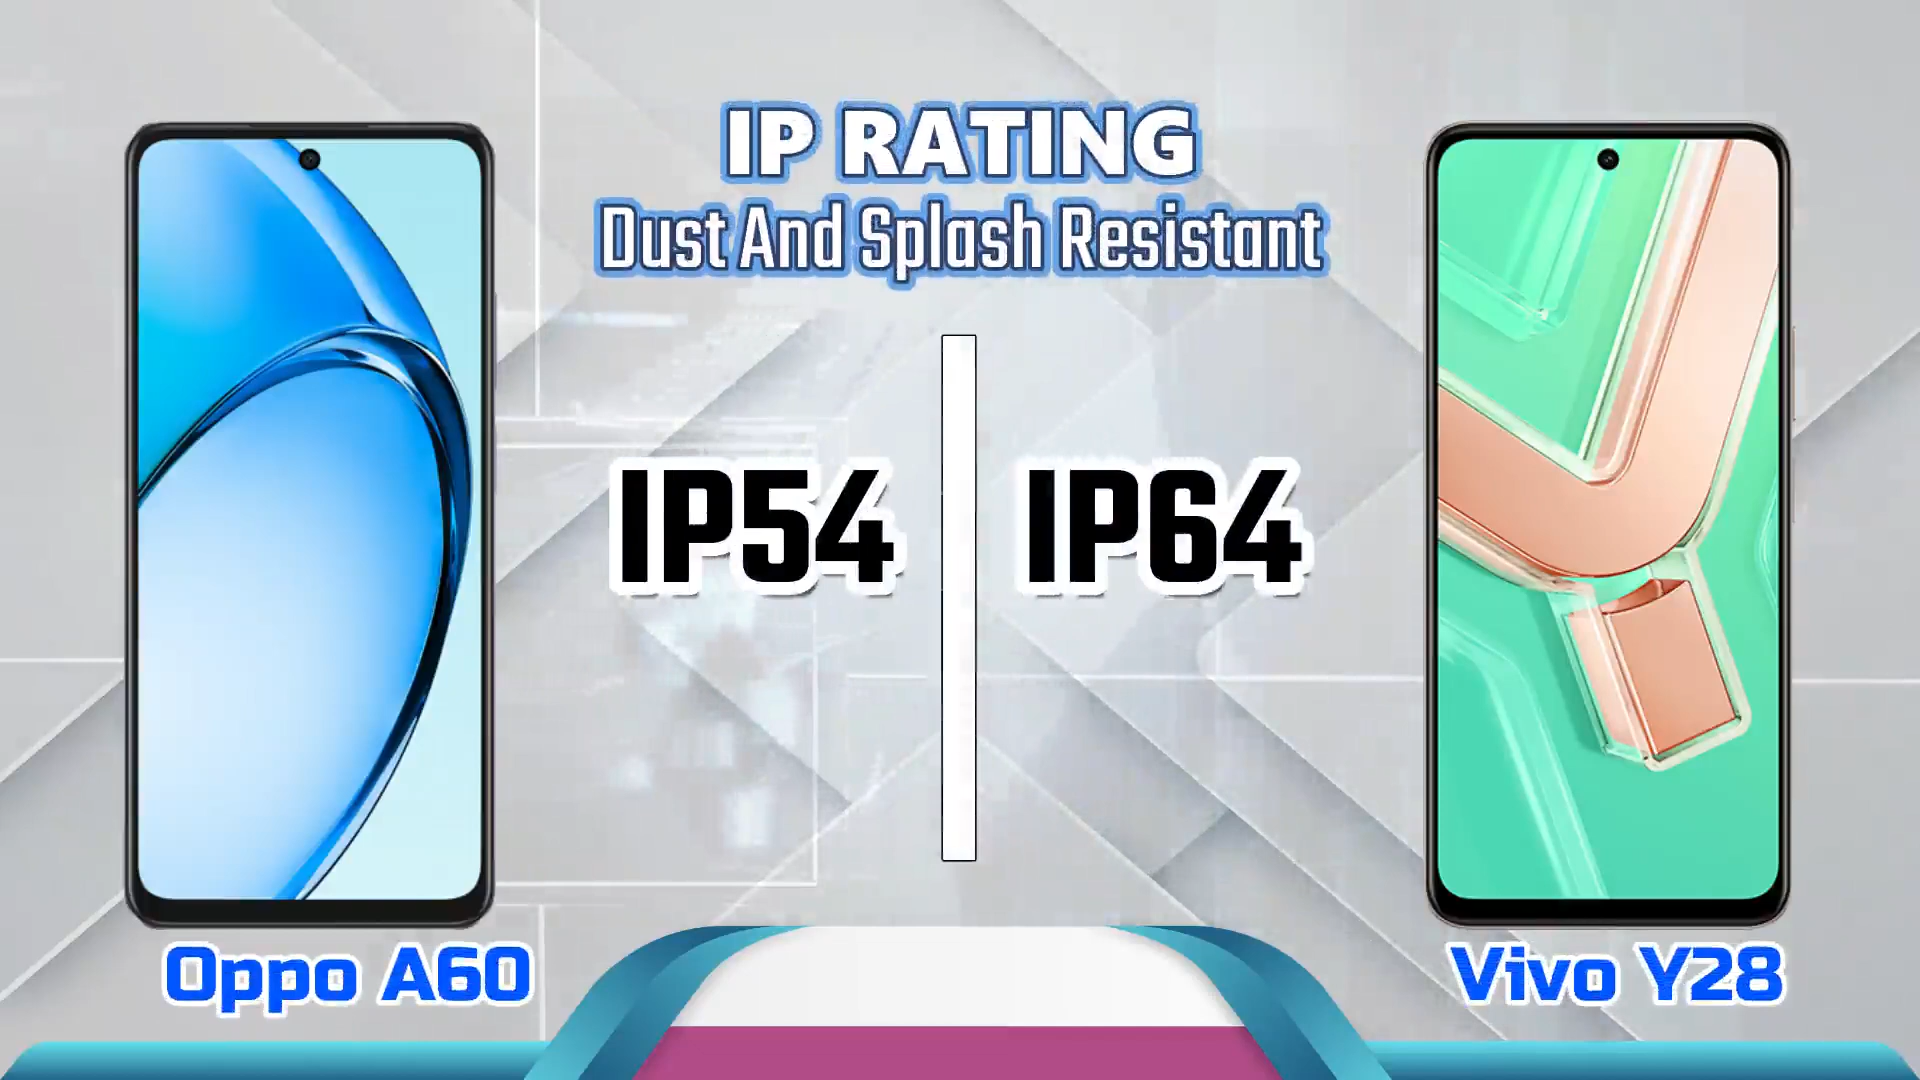 IP RATING
Dust And Splash Resistant
IP54
IP64
Oppo A60
Vivo Y28